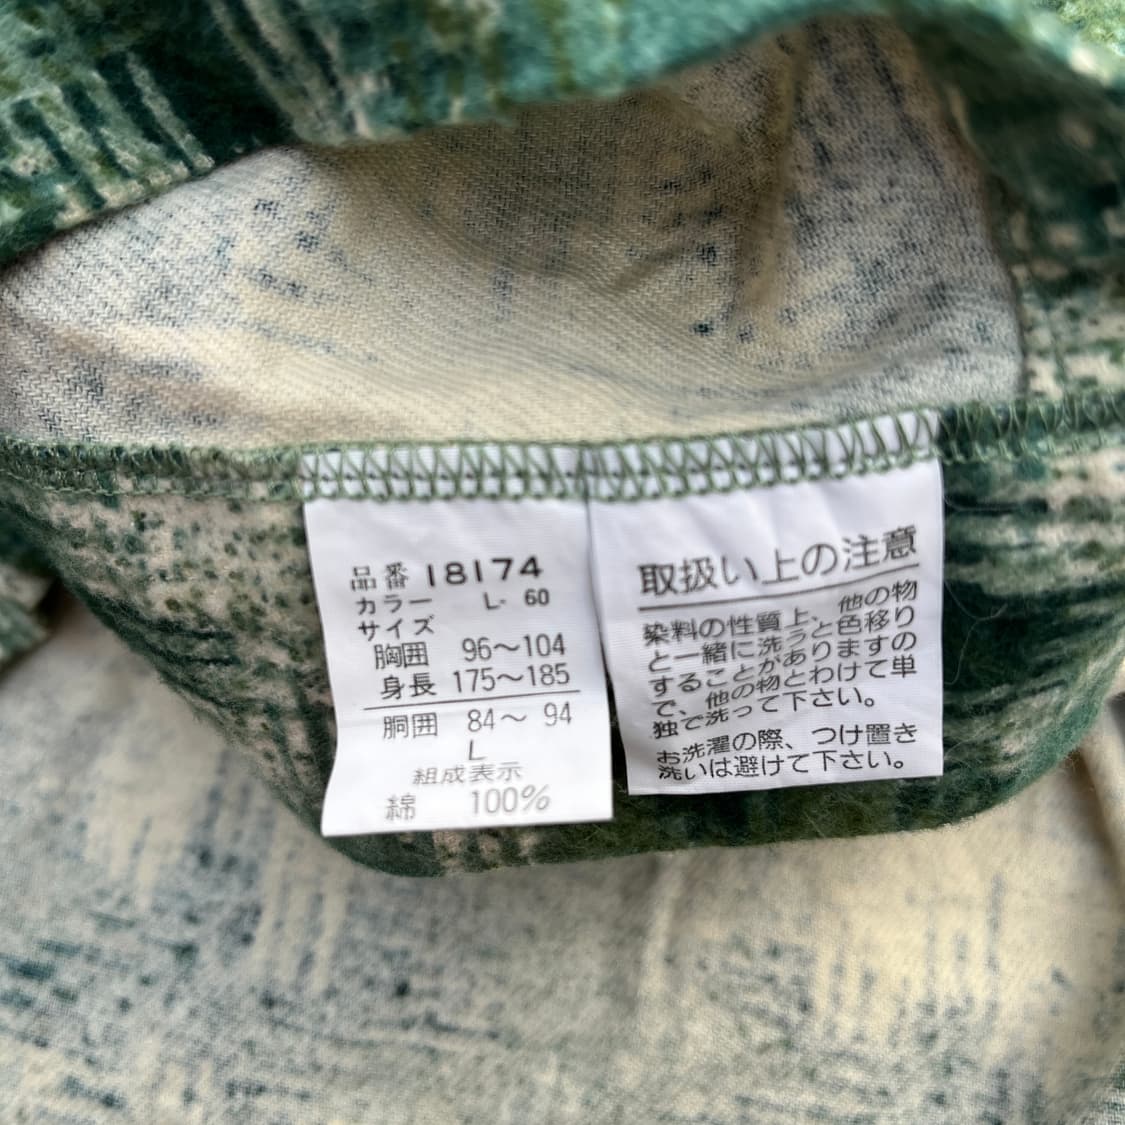 品番 18174
カラー L- 60
サイズ
胸囲 96～104
身長 175～185
胴囲 84～ 94
L
組成表示
綿 100%
取扱い上の注意
染料の性質上、他の物
と一緒に洗うと色移り
することがありますの
で、他の物とわけて単
独で洗って下さい。
お洗濯の際、つけ置き
洗いは避けて下さい。